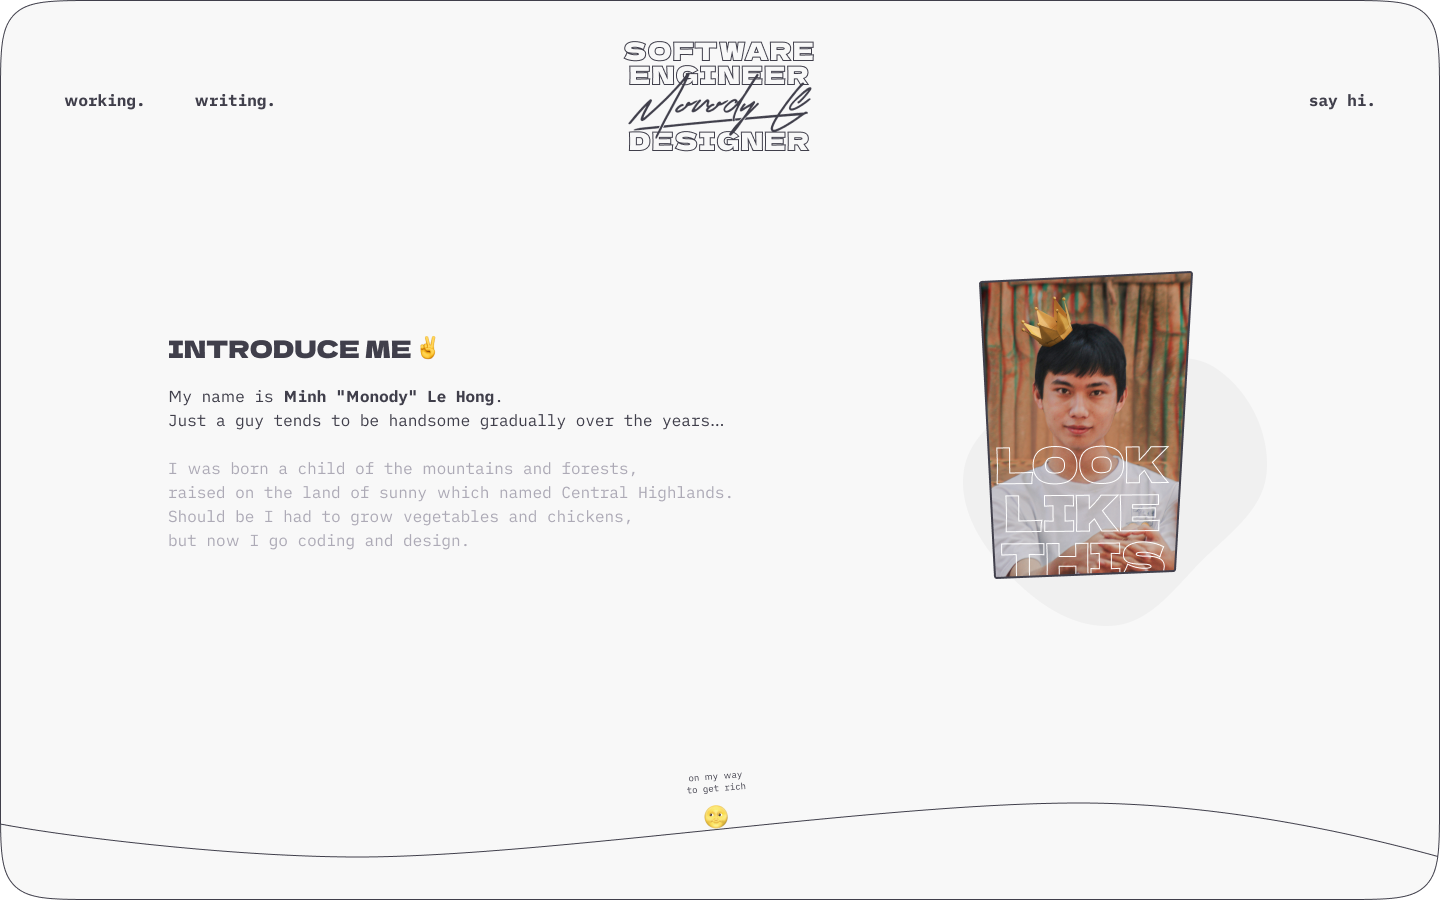 SOFTWARE
ENGINEER
Monody
DESIGNER
working.
writing.
say hi.
INTRODUCE ME ✌️
My name is Minh "Monody" Le Hong.
Just a guy tends to be handsome gradually over the years...
I was born a child of the mountains and forests,
raised on the land of sunny which named Central Highlands.
Should be I had to grow vegetables and chickens,
but now I go coding and design.
LOOK
LIKE
THIS
on my way
to get rich